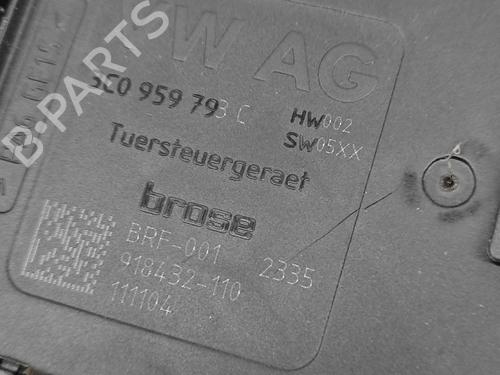 VW AG
3C0 959 793 C
HW002
SW05XX
Tuersteuergeraet
brose
BRF-001 2335
918432-110
111104
B-PARTS